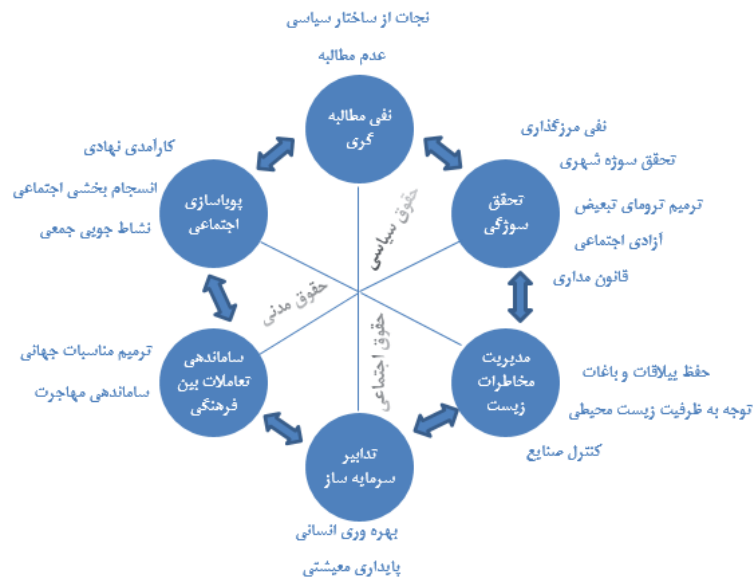 نجات از ساختار سیاسی
عدم مطالبه
نفی مطالبه
گری
نفی مرزگذاری
تحقق سوژه شهری
ترمیم ترومای تبعیض
آزادی اجتماعی
قانون مداری
تحقق
سوژگی
کارآمدی نهادی
انسجام بخشی اجتماعی
نشاط جویی جمعی
پویاسازی
اجتماعی
حقوق سیاسی
حقوق مدنی
حقوق اجتماعی
مدیریت
مخاطرات
زیست
حفظ ییلاقات و باغات
توجه به ظرفیت زیست محیطی
کنترل صنایع
ساماندهی
تعاملات بین
فرهنگی
ترمیم مناسبات جهانی
ساماندهی مهاجرت
تدابیر
سرمایه ساز
بهره وری انسانی
پایداری معیشتی